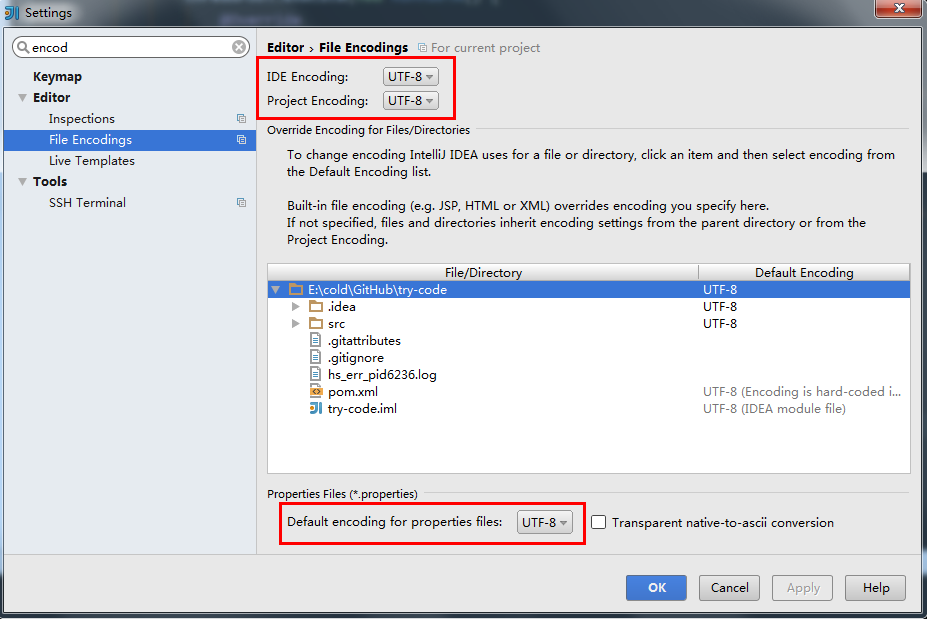 Settings
encod
Keymap
Editor
Inspections
File Encodings
Live Templates
Tools
SSH Terminal
Editor › File Encodings For current project
IDE Encoding: UTF-8
Project Encoding: UTF-8
Override Encoding for Files/Directories
To change encoding IntelliJ IDEA uses for a file or directory, click an item and then select encoding from
the Default Encoding list.
Built-in file encoding (e.g. JSP, HTML or XML) overrides encoding you specify here.
If not specified, files and directories inherit encoding settings from the parent directory or from the
Project Encoding.
File/Directory Default Encoding
E:\cold\GitHub\try-code UTF-8
.idea UTF-8
src UTF-8
.gitattributes
.gitignore
hs_err_pid6236.log
pom.xml UTF-8 (Encoding is hard-coded i...
try-code.iml UTF-8 (IDEA module file)
Properties Files (*.properties)
Default encoding for properties files: UTF-8 Transparent native-to-ascii conversion
OK Cancel Apply Help